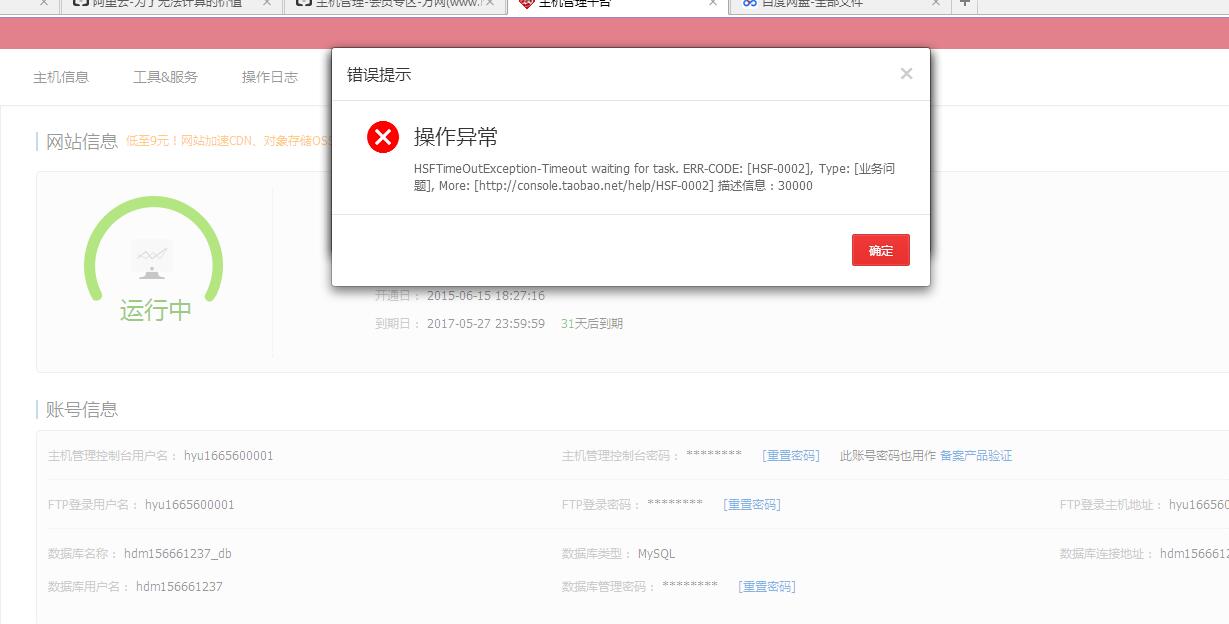 阿里云-为了无法计算的价值
主机管理-会员专区-万网(www.
主机管理平台
百度网盘-全部文件
主机信息 工具&服务 操作日志
错误提示
操作异常
HSFTimeOutException-Timeout waiting for task. ERR-CODE: [HSF-0002], Type: [业务问
题], More: [http://console.taobao.net/help/HSF-0002] 描述信息：30000
确定
网站信息 低至9元！网站加速CDN、对象存储OSS
运行中
开通日： 2015-06-15 18:27:16
到期日： 2017-05-27 23:59:59 31天后到期
账号信息
主机管理控制台用户名： hyu1665600001 主机管理控制台密码： ******** [重置密码] 此账号密码也用作 备案产品验证
FTP登录用户名： hyu1665600001 FTP登录密码： ******** [重置密码] FTP登录主机地址： hyu16656
数据库名称： hdm156661237_db 数据库类型： MySQL 数据库连接地址： hdm156661
数据库用户名： hdm156661237 数据库管理密码： ******** [重置密码]